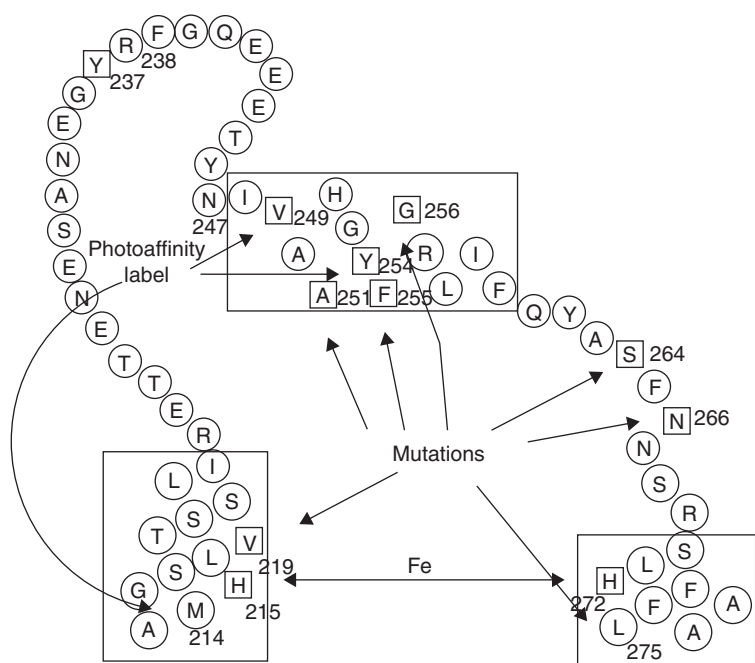 R F G Q E
Y 238 E
237
G E
E T
N Y
A N I V H G 256
247 249
S G
Photoaffinity
label
A Y R I
E 254
N A 251 F 255 L F
E Q Y
T A S 264
T F
E N 266
R Mutations N
I S
L S R
S
T V S
L 219 Fe L
S H H
G 215 272 F F A
M L
A 214 275 A